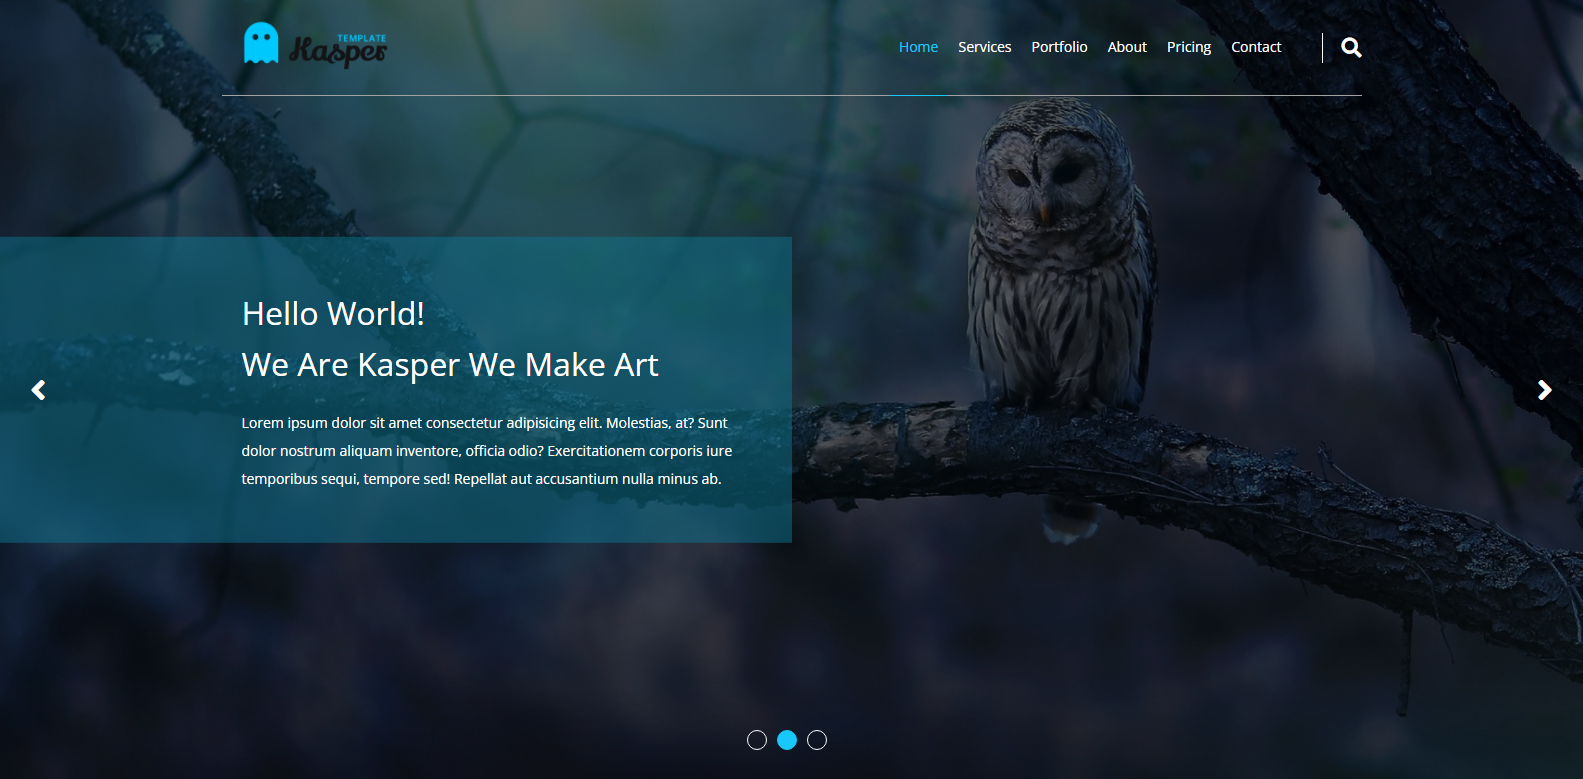 TEMPLATE
Kasper
Home Services Portfolio About Pricing Contact
Hello World!
We Are Kasper We Make Art
Lorem ipsum dolor sit amet consectetur adipisicing elit. Molestias, at? Sunt
dolor nostrum aliquam inventore, officia odio? Exercitationem corporis iure
temporibus sequi, tempore sed! Repellat aut accusantium nulla minus ab.